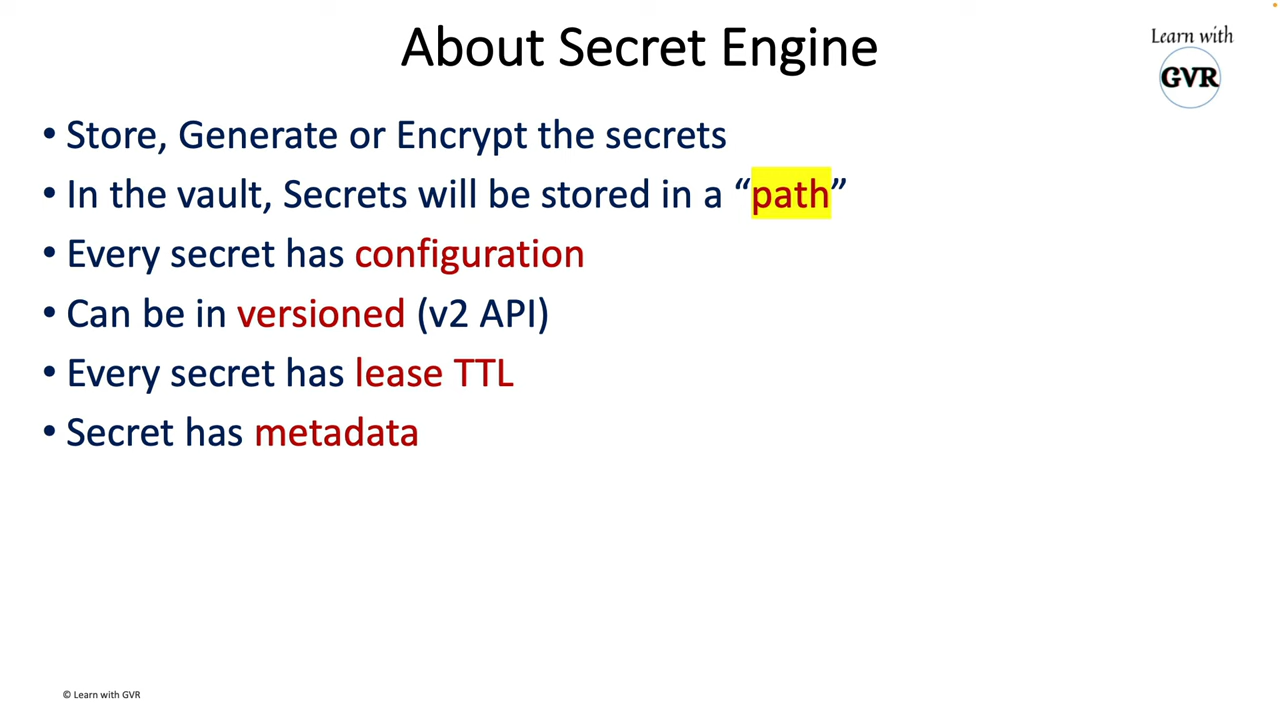 About Secret Engine
Learn with
GVR
• Store, Generate or Encrypt the secrets
• In the vault, Secrets will be stored in a “path”
• Every secret has configuration
• Can be in versioned (v2 API)
• Every secret has lease TTL
• Secret has metadata
© Learn with GVR